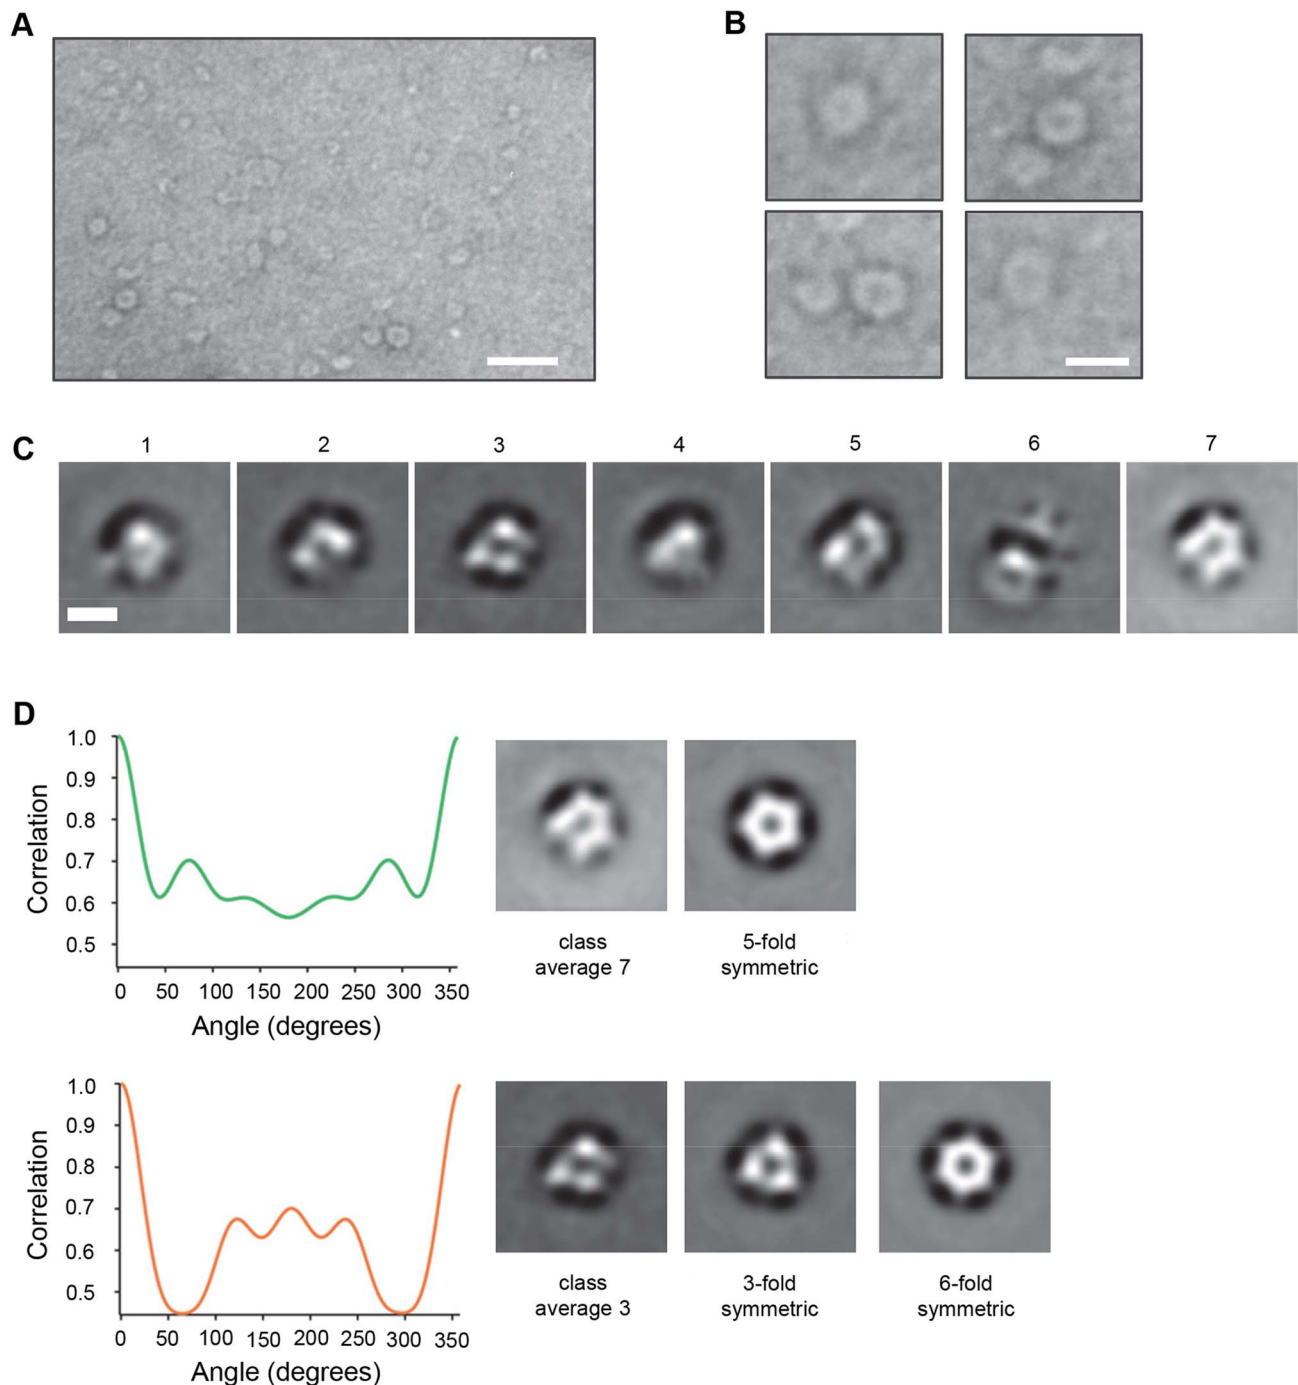 A
B
C
1 2 3 4 5 6 7
D
1.0
0.9
0.8
0.7
0.6
0.5
Correlation
0 50 100 150 200 250 300 350
Angle (degrees)
class
average 7
5-fold
symmetric
1.0
0.9
0.8
0.7
0.6
0.5
Correlation
0 50 100 150 200 250 300 350
Angle (degrees)
class
average 3
3-fold
symmetric
6-fold
symmetric